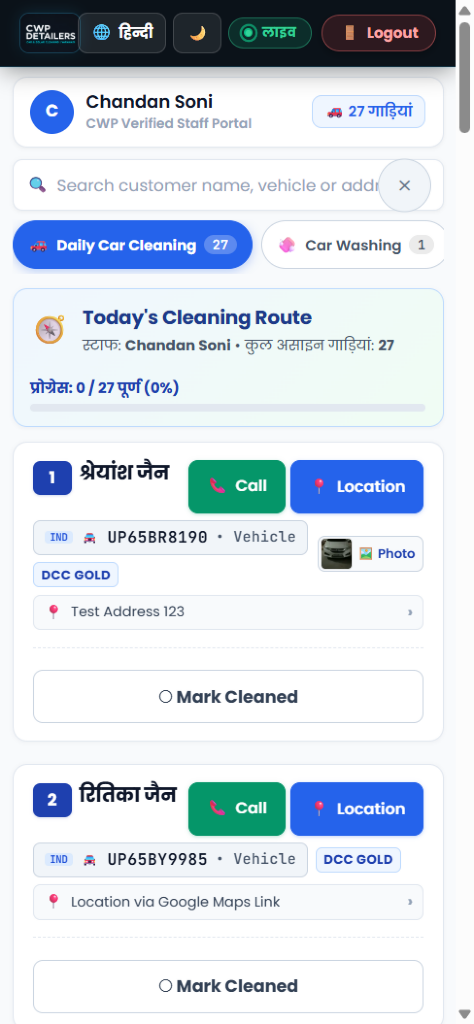 CWP
DETAILERS
हिन्दी
लाइव
Logout
C
Chandan Soni
CWP Verified Staff Portal
27 गाड़ियां
Search customer name, vehicle or addr
Daily Car Cleaning 27
Car Washing 1
Today's Cleaning Route
स्टाफ: Chandan Soni • कुल असाइन गाड़ियां: 27
प्रोग्रेस: 0 / 27 पूर्ण (0%)
1 श्रेयांश जैन
Call
Location
IND UP65BR8190 • Vehicle
Photo
DCC GOLD
Test Address 123 ›
Mark Cleaned
2 रितिका जैन
Call
Location
IND UP65BY9985 • Vehicle
DCC GOLD
Location via Google Maps Link ›
Mark Cleaned